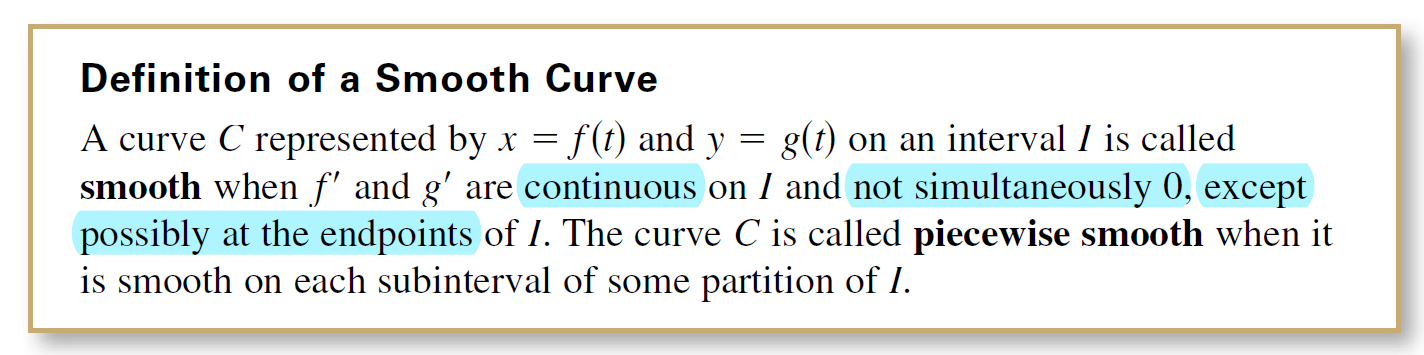 Definition of a Smooth Curve
A curve C represented by x = f(t) and y = g(t) on an interval I is called
smooth when f′ and g′ are continuous on I and not simultaneously 0, except
possibly at the endpoints of I. The curve C is called piecewise smooth when it
is smooth on each subinterval of some partition of I.